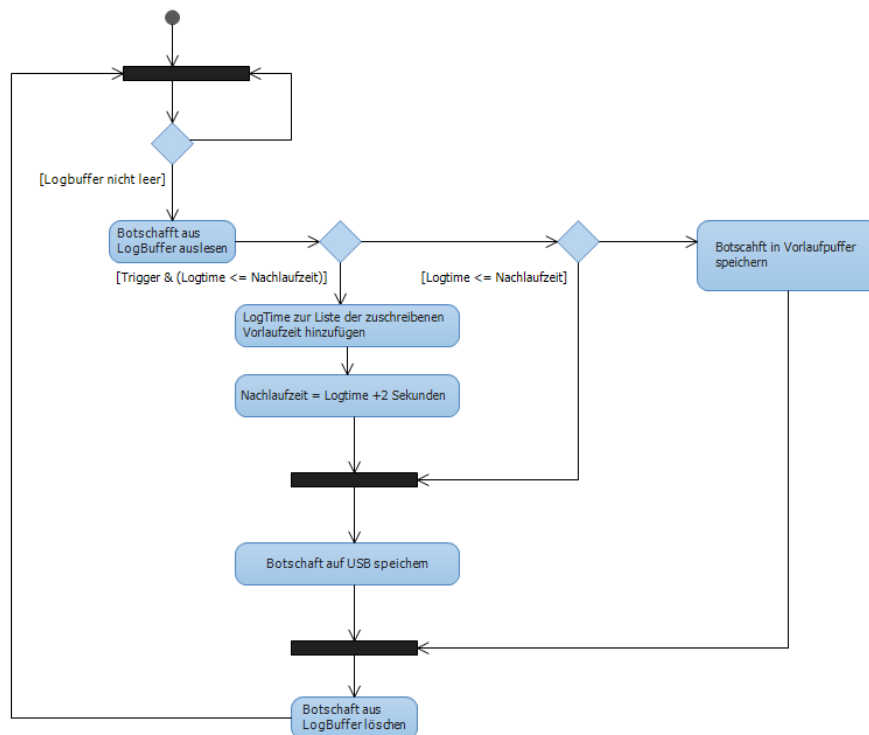 [Logbuffer nicht leer]
Botschafft aus
LogBuffer auslesen
[Trigger & (Logtime <= Nachlaufzeit)]
[Logtime <= Nachlaufzeit]
Botscahft in Vorlaufpuffer
speichern
LogTime zur Liste der zuschreibenen
Vorlaufzeit hinzufügen
Nachlaufzeit = Logtime +2 Sekunden
Botschaft auf USB speichern
Botschaft aus
LogBuffer löschen